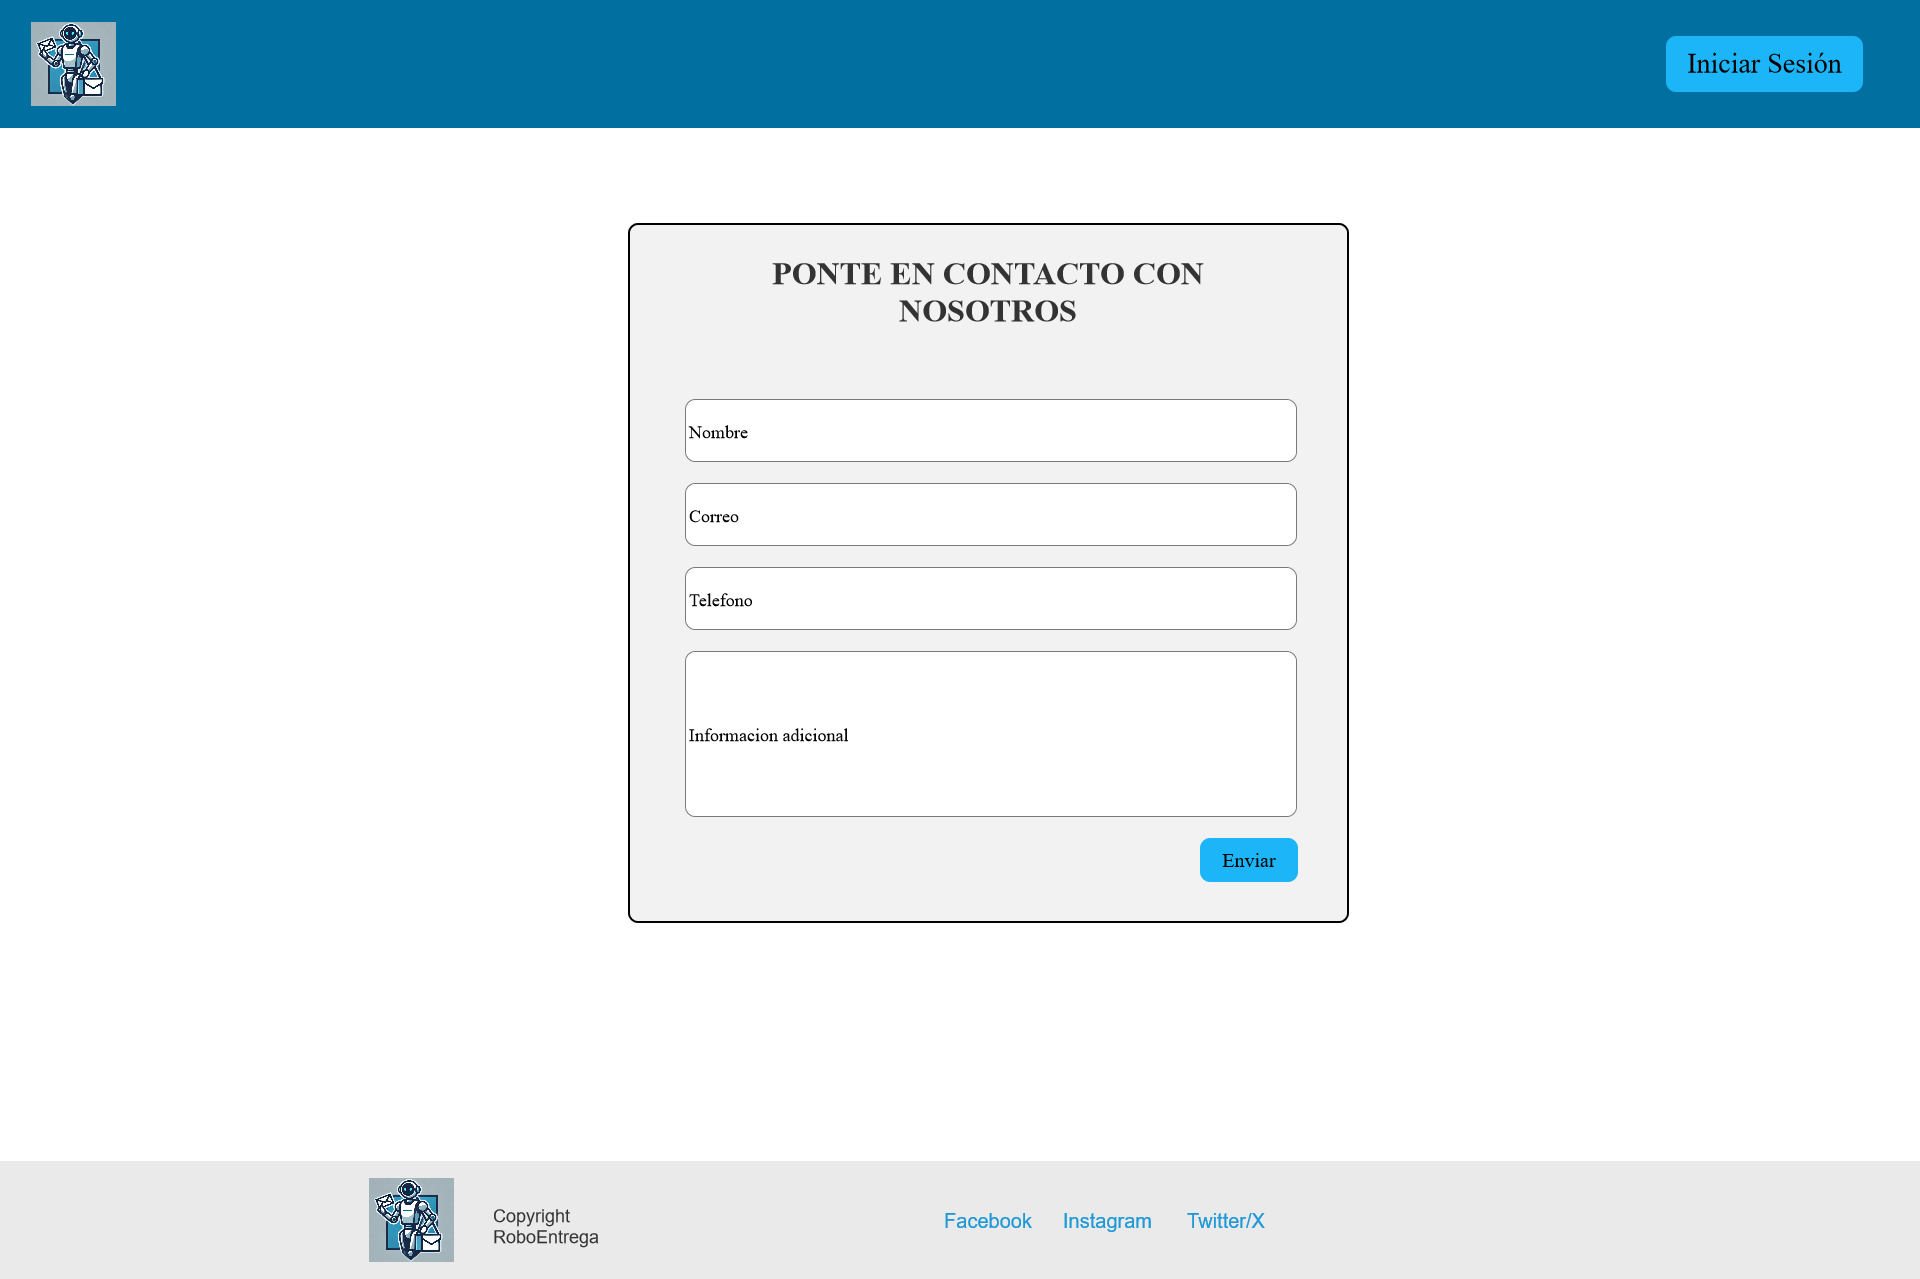 Iniciar Sesión
PONTE EN CONTACTO CON
NOSOTROS
Nombre
Correo
Telefono
Informacion adicional
Enviar
Copyright
RoboEntrega
Facebook Instagram Twitter/X